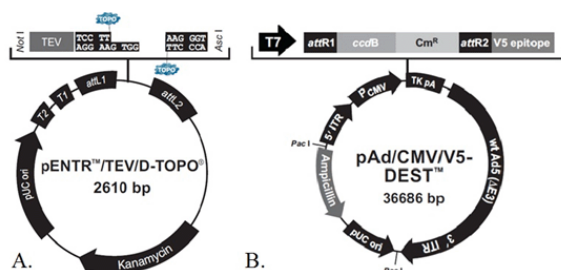 TOPO
Not I
TEV
TCC TT
AGG AAG TGG
AAG GGT
TTC CCA
Asc I
TOPO
attL1
attL2
T1
T2
pUC ori
Kanamycin
pENTR™/TEV/D-TOPO®
2610 bp
A.
T7
attR1
ccdB
CmR
attR2
V5 epitope
PCMV
TK pA
5' ITR
Pac I
Ampicillin
pUC ori
Pac I
3' ITR
wt Ad5 (ΔE3)
pAd/CMV/V5-
DEST™
36686 bp
B.